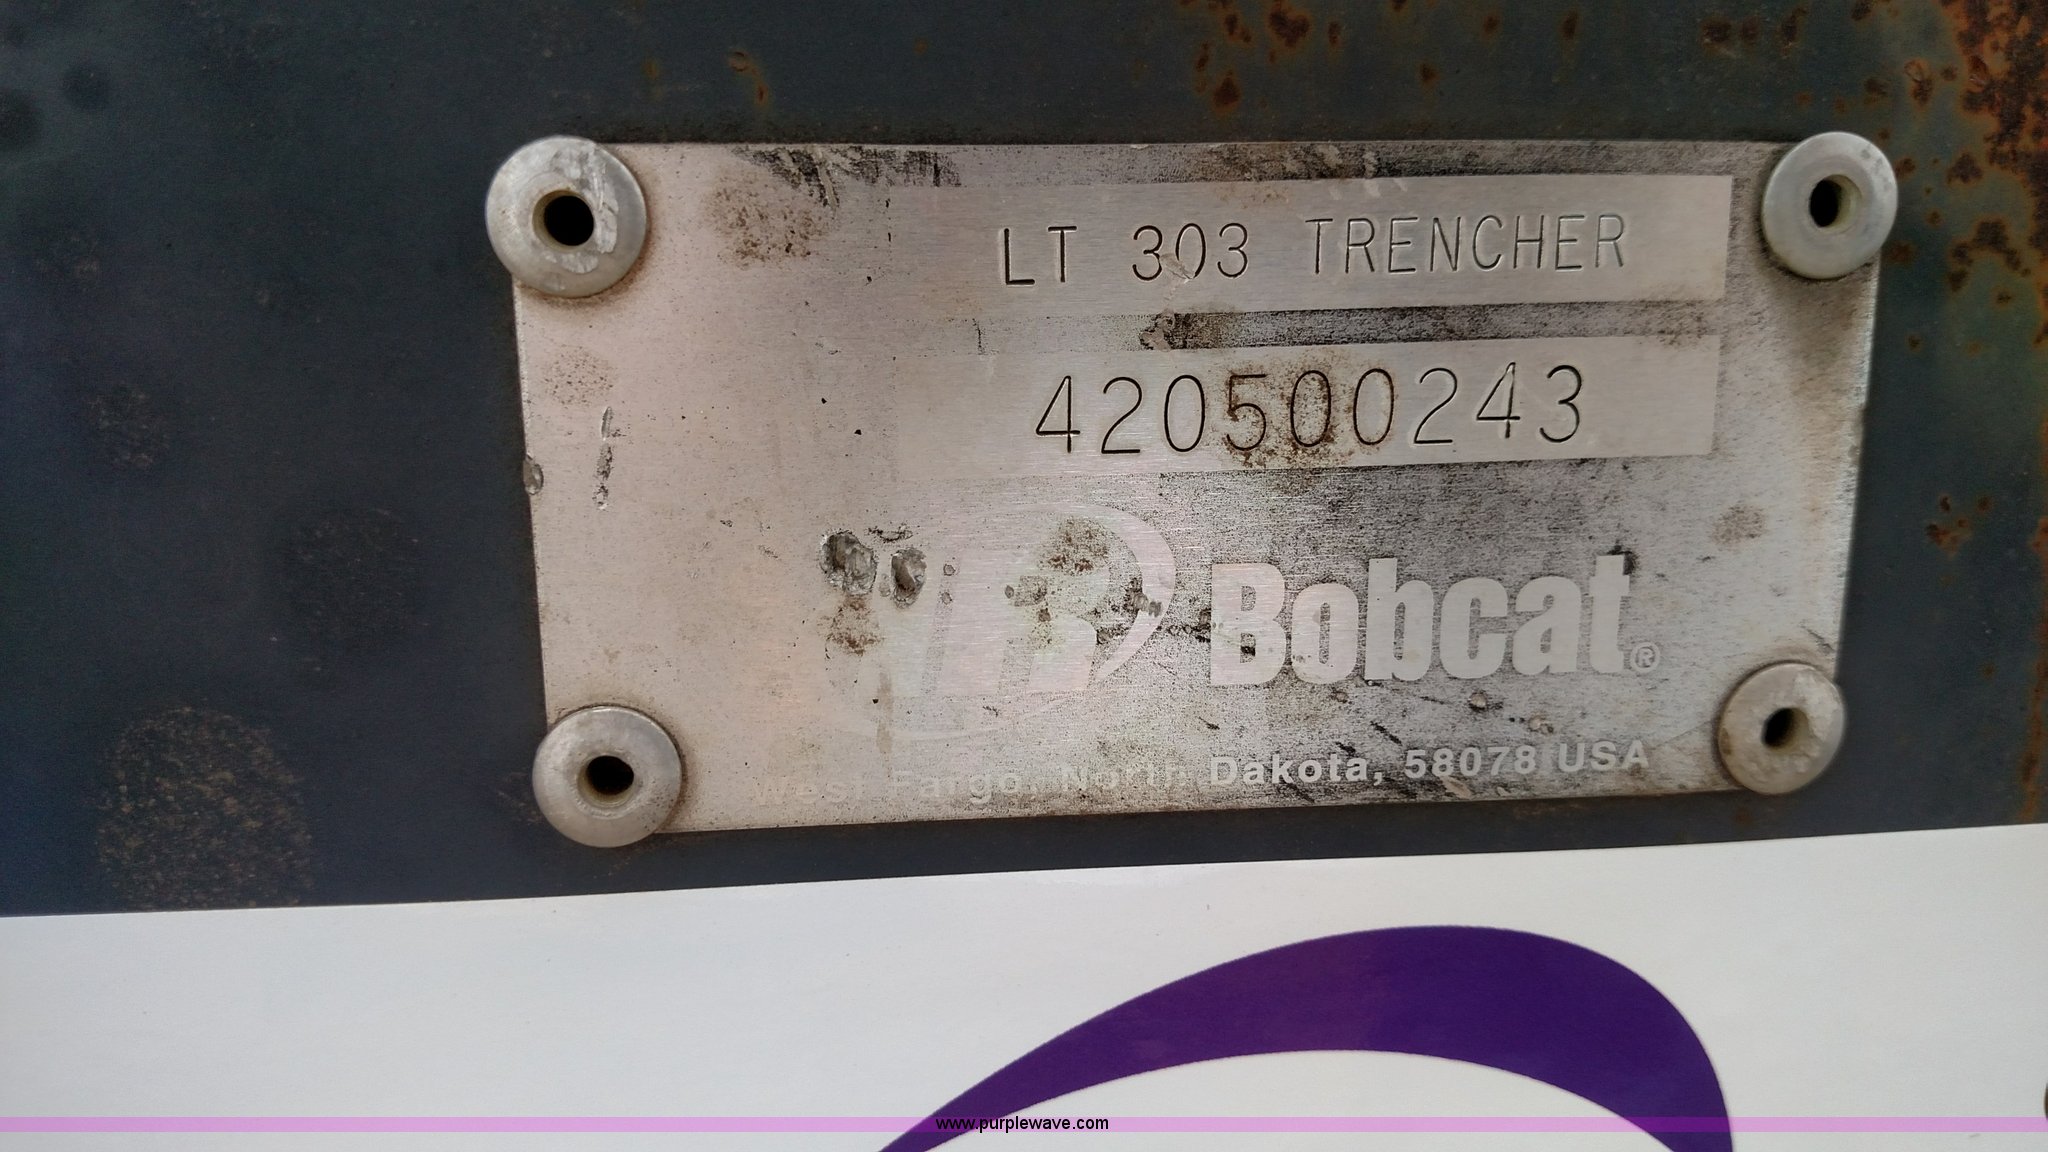 LT 303 TRENCHER
420500243
Bobcat®
West Fargo, North Dakota, 58078 USA
www.purplewave.com